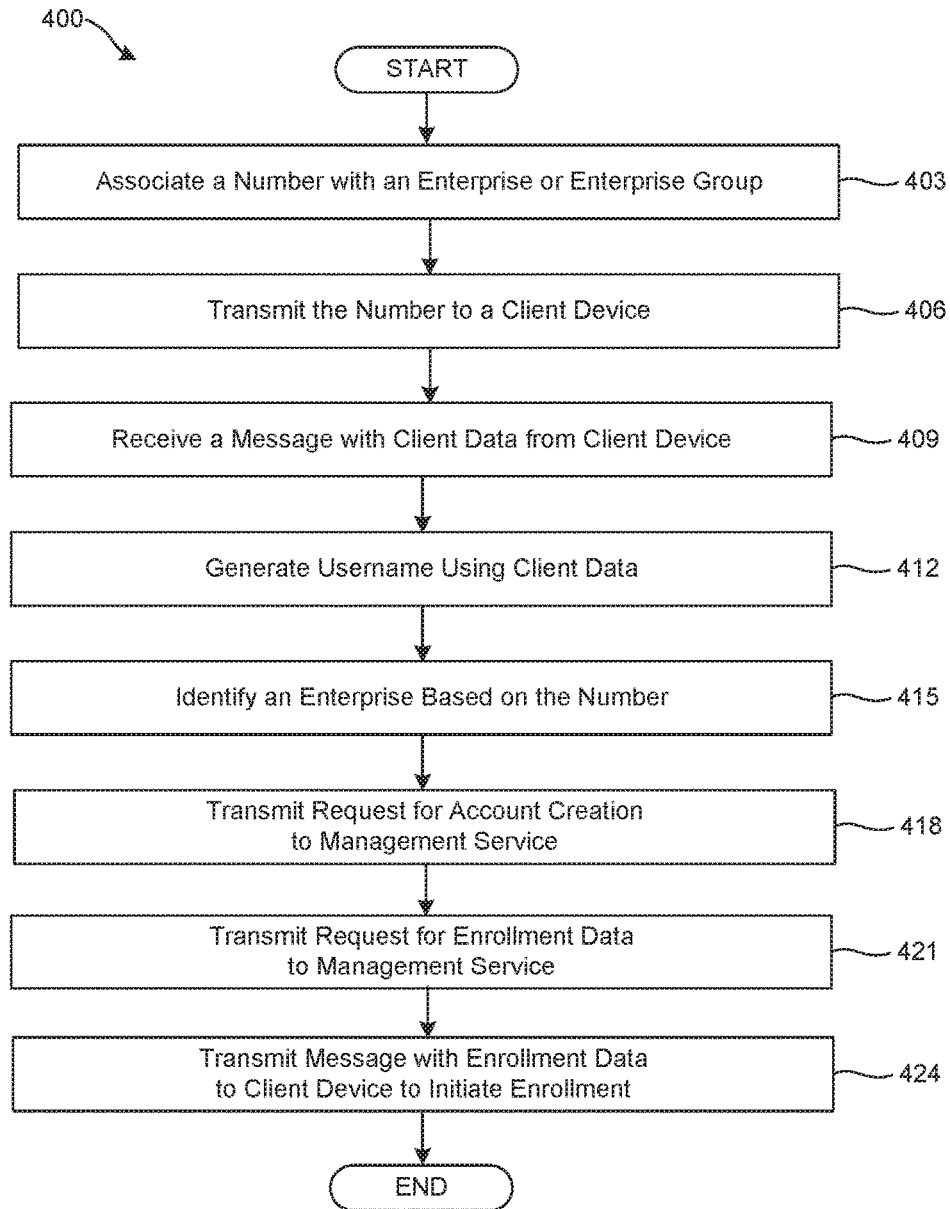 400
START
Associate a Number with an Enterprise or Enterprise Group
403
Transmit the Number to a Client Device
406
Receive a Message with Client Data from Client Device
409
Generate Username Using Client Data
412
Identify an Enterprise Based on the Number
415
Transmit Request for Account Creation
to Management Service
418
Transmit Request for Enrollment Data
to Management Service
421
Transmit Message with Enrollment Data
to Client Device to Initiate Enrollment
424
END